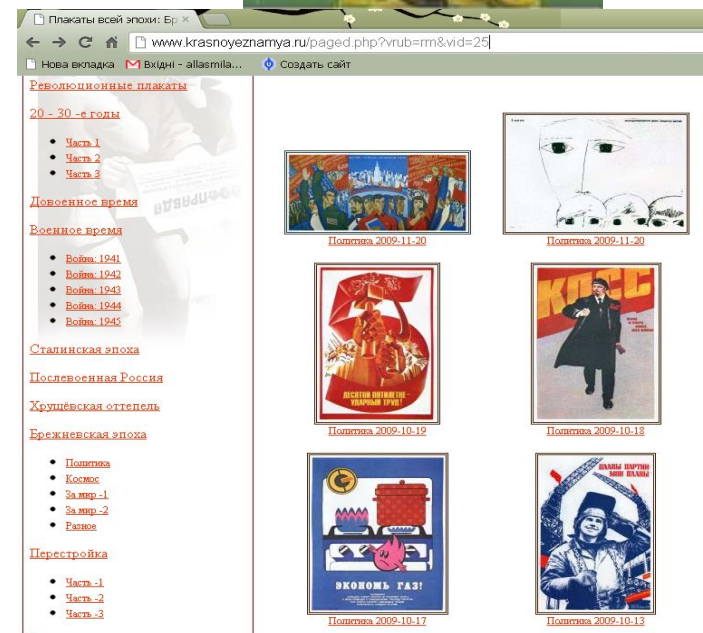 Плакаты всей эпохи: Бр
www.krasnoyeznamya.ru/paged.php?vrub=rm&vid=25
Нова вкладка
Вхідні - allasmila...
Создать сайт
Революционные плакаты
20 - 30 -е годы
Часть 1
Часть 2
Часть 3
Довоенное время
Военное время
Война: 1941
Война: 1942
Война: 1943
Война: 1944
Война: 1945
Сталинская эпоха
Послевоенная Россия
Хрущёвская оттепель
Брежневская эпоха
Политика
Космос
За мир -1
За мир -2
Разное
Перестройка
Часть -1
Часть -2
Часть -3
ПРАВДА
Политика 2009-11-20
Политика 2009-11-20
ДЕСЯТОЙ ПЯТИЛЕТКЕ-
УДАРНЫЙ ТРУД!
Политика 2009-10-19
КПСС
Политика 2009-10-18
ЭКОНОМЬ ГАЗ!
Политика 2009-10-17
ПЛАНЫ ПАРТИИ-
МОИ ПЛАНЫ
Политика 2009-10-13